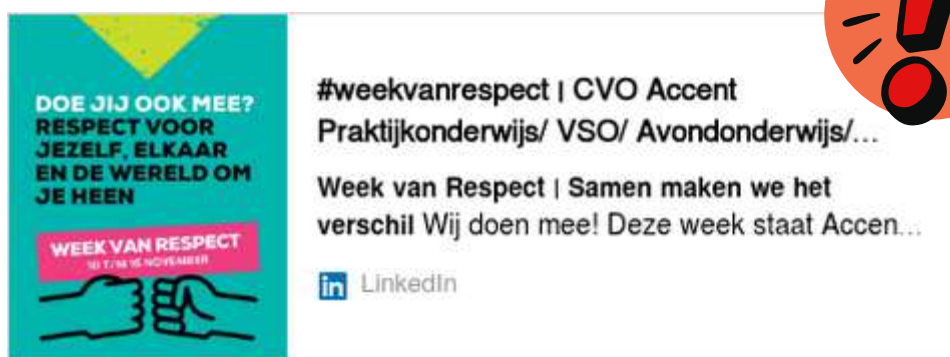 DOE JIJ OOK MEE?
RESPECT VOOR
JEZELF, ELKAAR
EN DE WERELD OM
JE HEEN
WEEK VAN RESPECT
NOVEMBER
#weekvanrespect | CVO Accent
Praktijkonderwijs/ VSO/ Avondonderwijs/...
Week van Respect | Samen maken we het
verschil Wij doen mee! Deze week staat Accen...
in LinkedIn